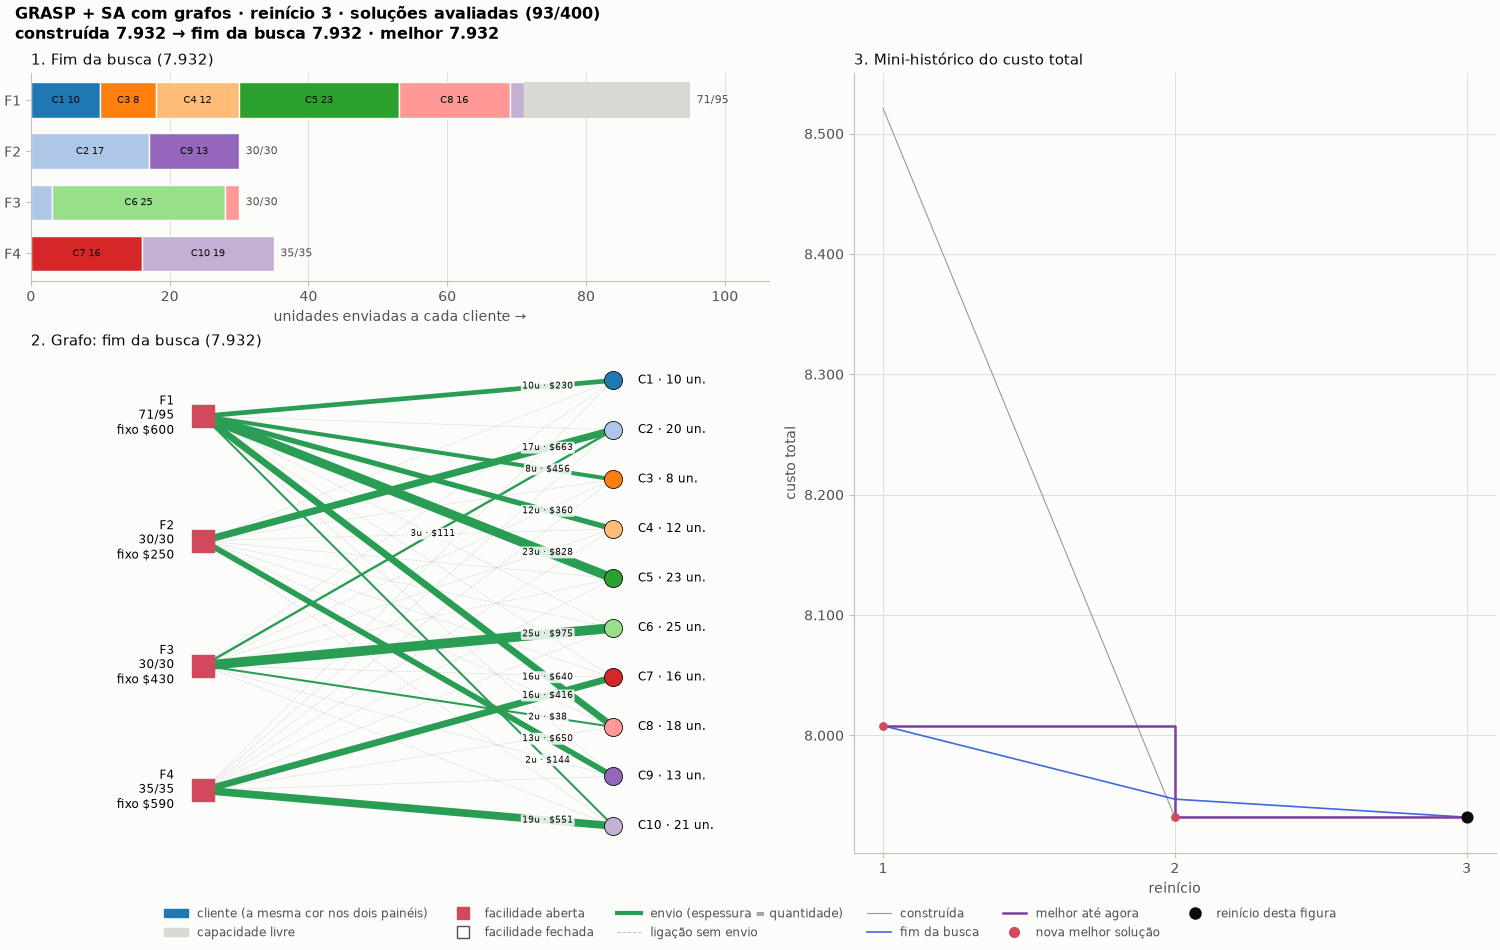 GRASP + SA com grafos · reinício 3 · soluções avaliadas (93/400)
construída 7.932 → fim da busca 7.932 · melhor 7.932
1. Fim da busca (7.932)
F1
C1 10
C3 8
C4 12
C5 23
C8 16
71/95
F2
C2 17
C9 13
30/30
F3
C6 25
30/30
F4
C7 16
C10 19
35/35
0
20
40
60
80
100
unidades enviadas a cada cliente →
2. Grafo: fim da busca (7.932)
F1
71/95
fixo $600
F2
30/30
fixo $250
F3
30/30
fixo $430
F4
35/35
fixo $590
10u · $230
17u · $663
8u · $456
12u · $360
3u · $111
23u · $828
25u · $975
16u · $640
16u · $416
2u · $38
13u · $650
2u · $144
19u · $551
C1 · 10 un.
C2 · 20 un.
C3 · 8 un.
C4 · 12 un.
C5 · 23 un.
C6 · 25 un.
C7 · 16 un.
C8 · 18 un.
C9 · 13 un.
C10 · 21 un.
3. Mini-histórico do custo total
8.500
8.400
8.300
8.200
8.100
8.000
custo total
1
2
3
reinício
cliente (a mesma cor nos dois painéis)
capacidade livre
facilidade aberta
facilidade fechada
envio (espessura = quantidade)
ligação sem envio
construída
fim da busca
melhor até agora
nova melhor solução
reinício desta figura